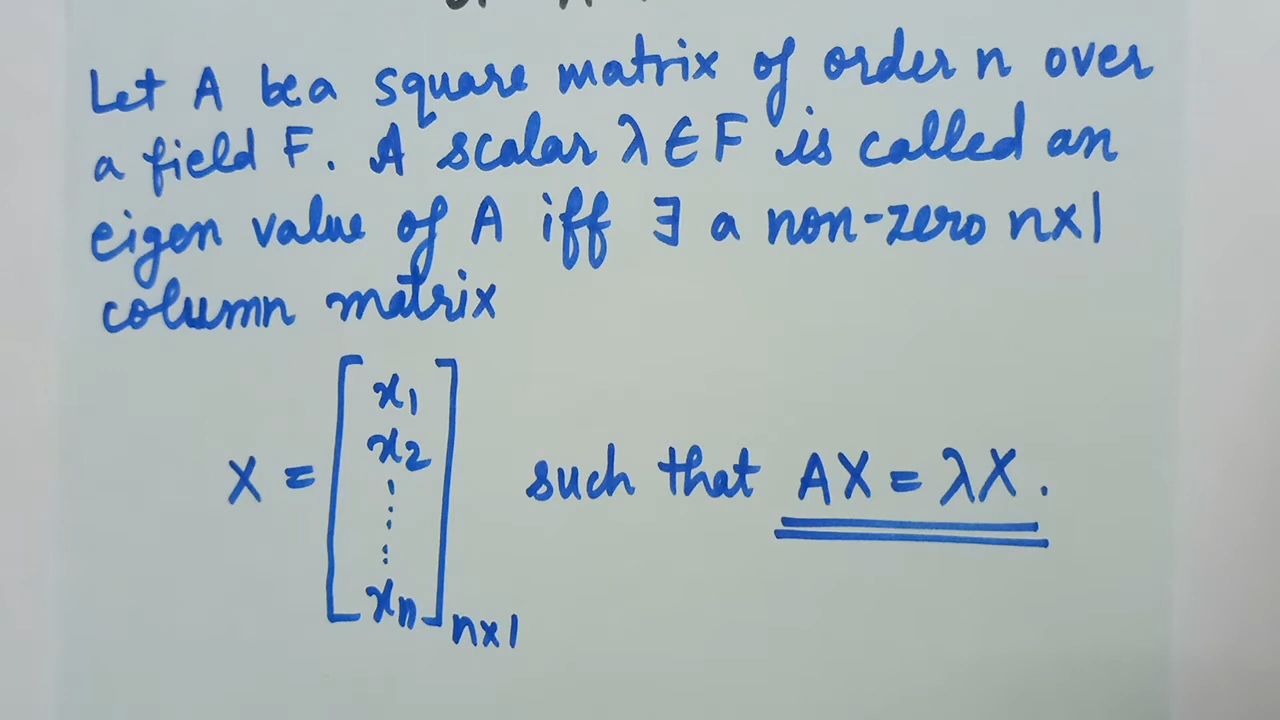 Let A be a square matrix of order n over
a field F. A scalar λ ∈ F is called an
eigen value of A iff ∃ a non-zero n×1
column matrix
X = [x₁ x₂ ⋮ xₙ]ₙₓ₁ such that AX = λX.